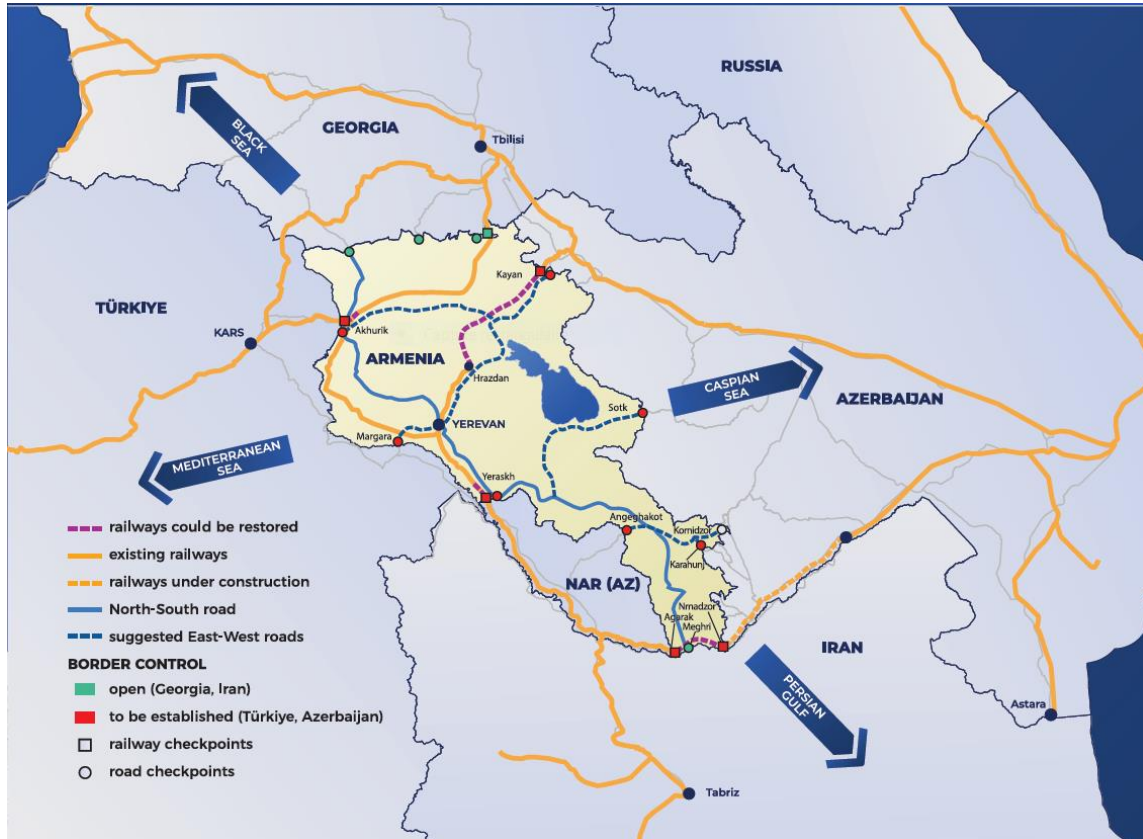 RUSSIA
BLACK
SEA
GEORGIA
Tbilisi
Kayan
TÜRKIYE
KARS
Akhurik
ARMENIA
Hrazdan
CASPIAN
SEA
AZERBAIJAN
Sotk
YEREVAN
Margara
MEDITERRANEAN
SEA
Yeraskh
Angeghakot
Kornidzor
Karahunj
NAR (AZ)
Nrnadzor
Agarak
Meghri
IRAN
PERSIAN
GULF
Astara
Tabriz
railways could be restored
existing railways
railways under construction
North-South road
suggested East-West roads
BORDER CONTROL
open (Georgia, Iran)
to be established (Türkiye, Azerbaijan)
railway checkpoints
road checkpoints